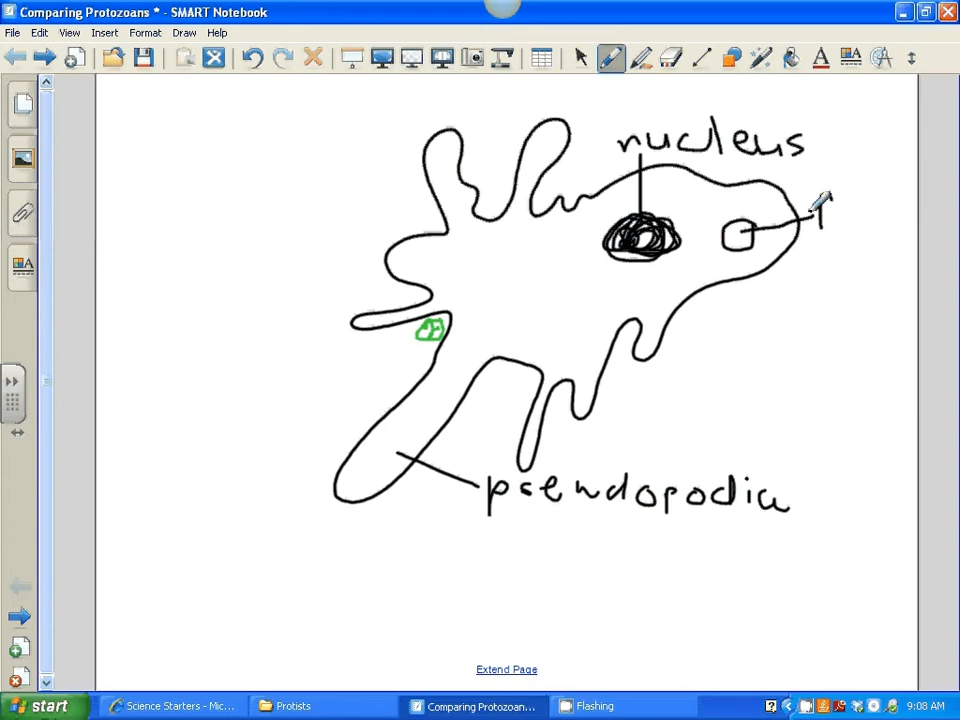 Comparing Protozoans * - SMART Notebook
File Edit View Insert Format Draw Help
nucleus
pseudopodia
Extend Page
start
Science Starters - Mic...
Protists
Comparing Protozoan...
Flashing
9:08 AM